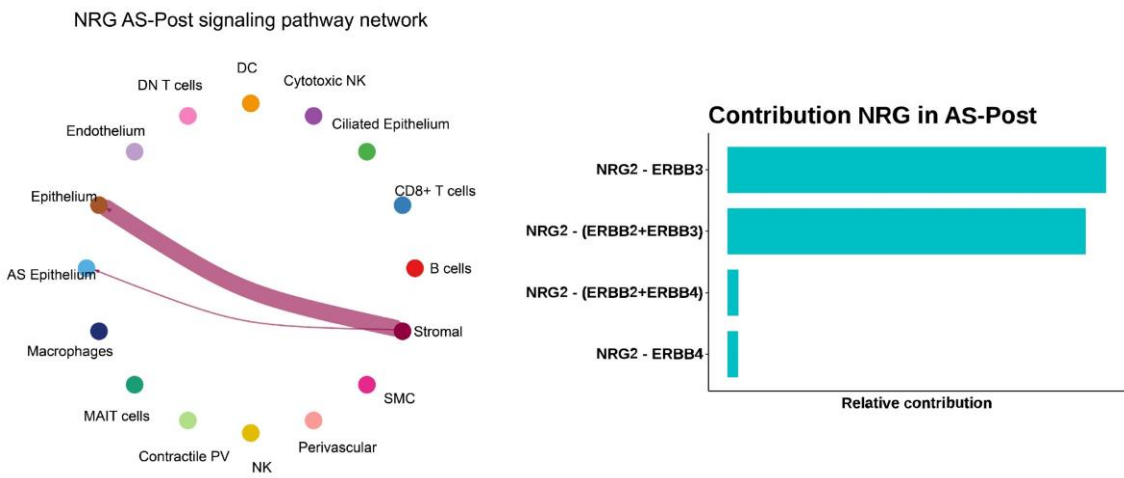 NRG AS-Post signaling pathway network
DC
DN T cells
Cytotoxic NK
Endothelium
Ciliated Epithelium
Epithelium
CD8+ T cells
AS Epithelium
B cells
Macrophages
Stromal
MAIT cells
SMC
Contractile PV
NK
Perivascular
Contribution NRG in AS-Post
NRG2 - ERBB3
NRG2 - (ERBB2+ERBB3)
NRG2 - (ERBB2+ERBB4)
NRG2 - ERBB4
Relative contribution